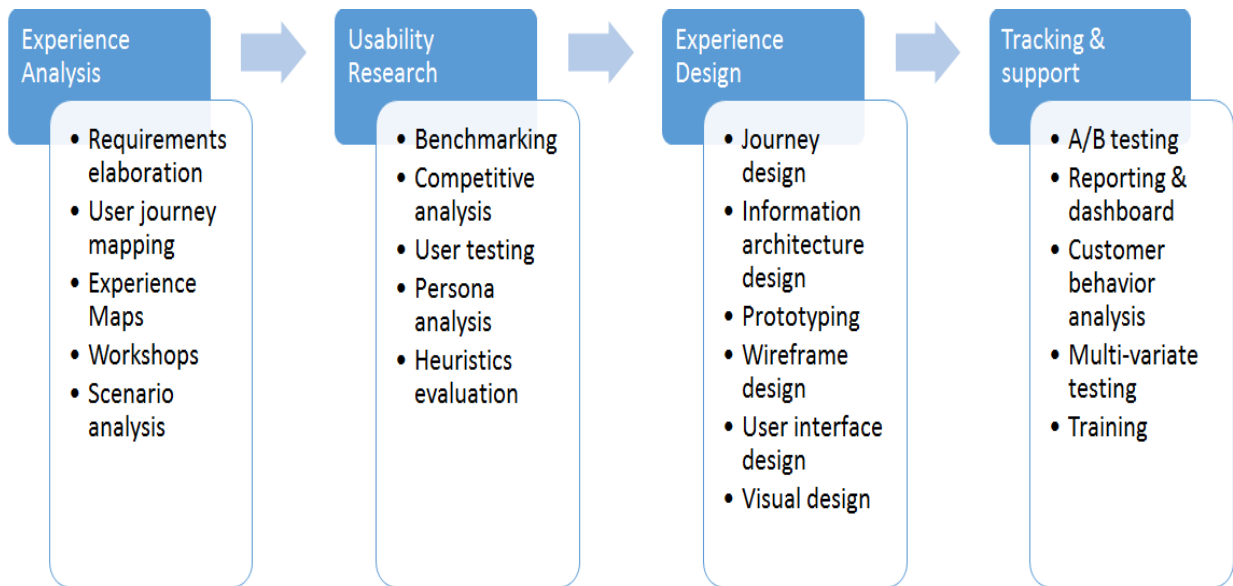 Experience
Analysis
• Requirements
elaboration
• User journey
mapping
• Experience
Maps
• Workshops
• Scenario
analysis
Usability
Research
• Benchmarking
• Competitive
analysis
• User testing
• Persona
analysis
• Heuristics
evaluation
Experience
Design
• Journey
design
• Information
architecture
design
• Prototyping
• Wireframe
design
• User interface
design
• Visual design
Tracking &
support
• A/B testing
• Reporting &
dashboard
• Customer
behavior
analysis
• Multi-variate
testing
• Training